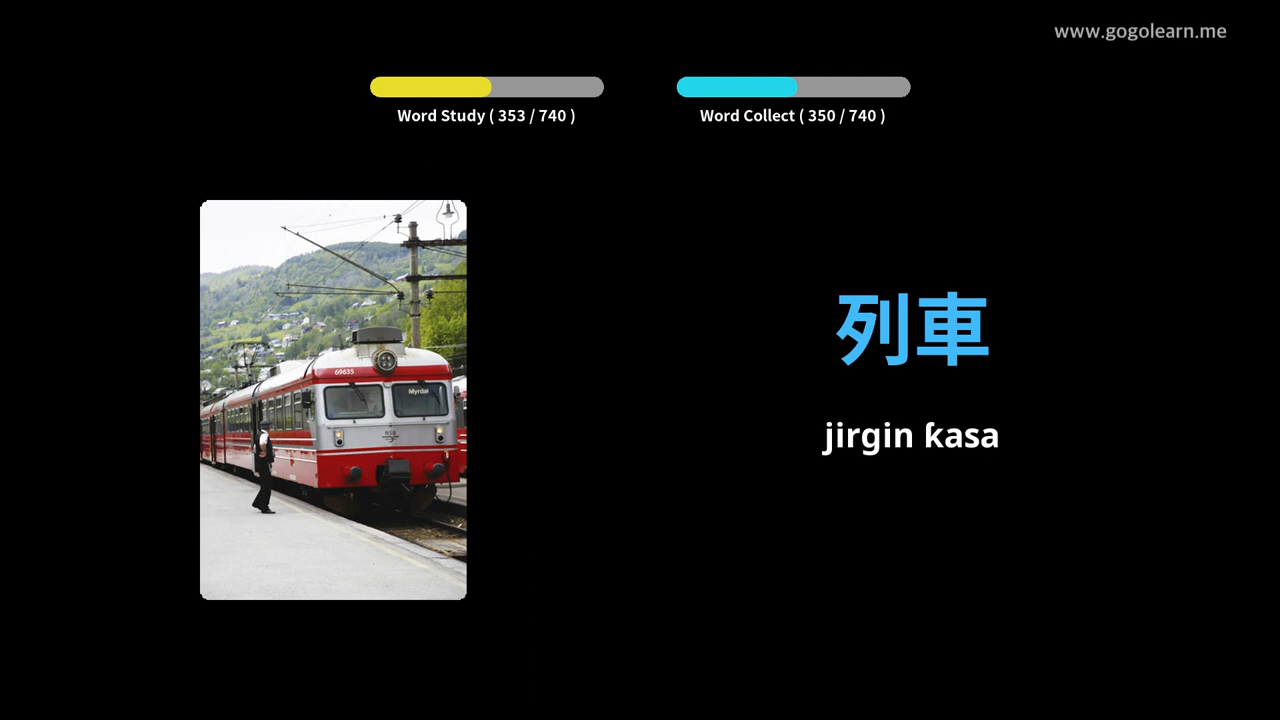 www.gogolearn.me
Word Study ( 353 / 740 )
Word Collect ( 350 / 740 )
列車
jirgin ƙasa
69635
Myrdal
NSB